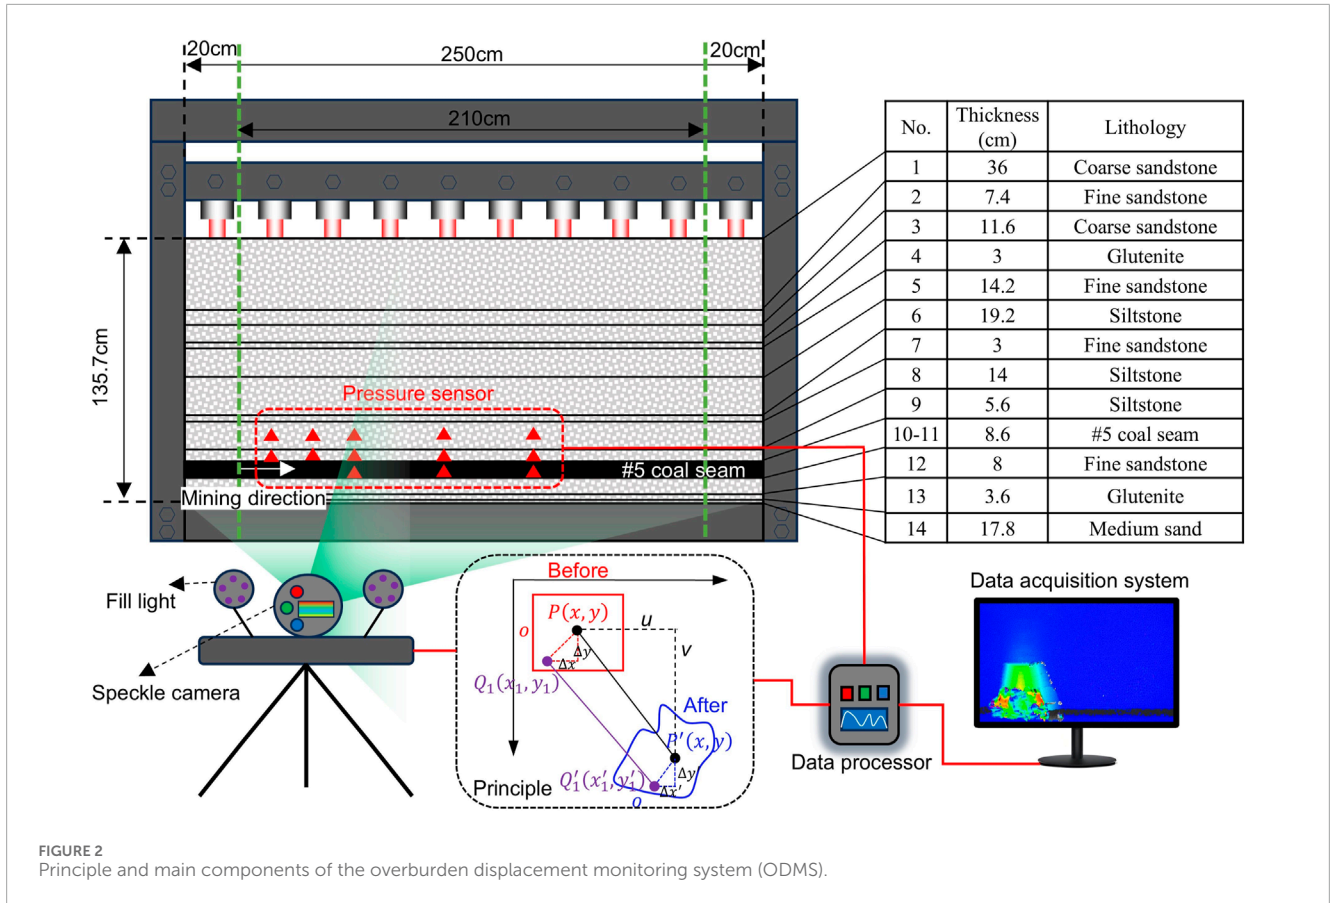 20cm
250cm
20cm
210cm
135.7cm
No. Thickness (cm) Lithology
1 36 Coarse sandstone
2 7.4 Fine sandstone
3 11.6 Coarse sandstone
4 3 Glutenite
5 14.2 Fine sandstone
6 19.2 Siltstone
7 3 Fine sandstone
8 14 Siltstone
9 5.6 Siltstone
10-11 8.6 #5 coal seam
12 8 Fine sandstone
13 3.6 Glutenite
14 17.8 Medium sand
Pressure sensor
#5 coal seam
Mining direction
Fill light
Speckle camera
Before
P(x, y)
u
o
Δy
Δx
v
Q₁(x₁, y₁)
After
P′(x, y)
Q₁′(x₁′, y₁′)
Δy
Δx′
o
Principle
Data acquisition system
Data processor
FIGURE 2
Principle and main components of the overburden displacement monitoring system (ODMS).